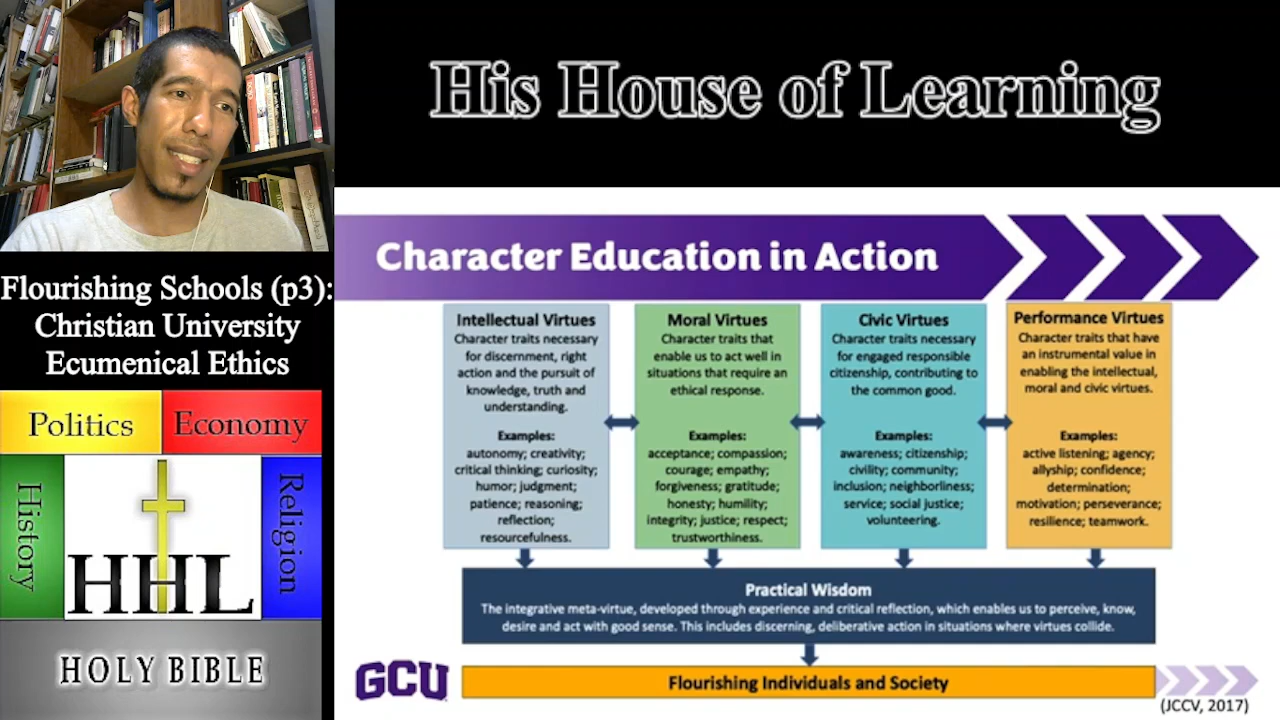 His House of Learning
Flourishing Schools (p3):
Christian University
Ecumenical Ethics
Politics
Economy
History
Religion
HHL
HOLY BIBLE
Character Education in Action
Intellectual Virtues
Character traits necessary
for discernment, right
action and the pursuit of
knowledge, truth and
understanding.
Examples:
autonomy; creativity;
critical thinking; curiosity;
humor; judgment;
patience; reasoning;
reflection;
resourcefulness.
Moral Virtues
Character traits that
enable us to act well in
situations that require an
ethical response.
Examples:
acceptance; compassion;
courage; empathy;
forgiveness; gratitude;
honesty; humility;
integrity; justice; respect;
trustworthiness.
Civic Virtues
Character traits necessary
for engaged responsible
citizenship, contributing to
the common good.
Examples:
awareness; citizenship;
civility; community;
inclusion; neighborliness;
service; social justice;
volunteering.
Performance Virtues
Character traits that have
an instrumental value in
enabling the intellectual,
moral and civic virtues.
Examples:
active listening; agency;
allyship; confidence;
determination;
motivation; perseverance;
resilience; teamwork.
Practical Wisdom
The integrative meta-virtue, developed through experience and critical reflection, which enables us to perceive, know,
desire and act with good sense. This includes discerning, deliberative action in situations where virtues collide.
GCU
Flourishing Individuals and Society
(JCCV, 2017)